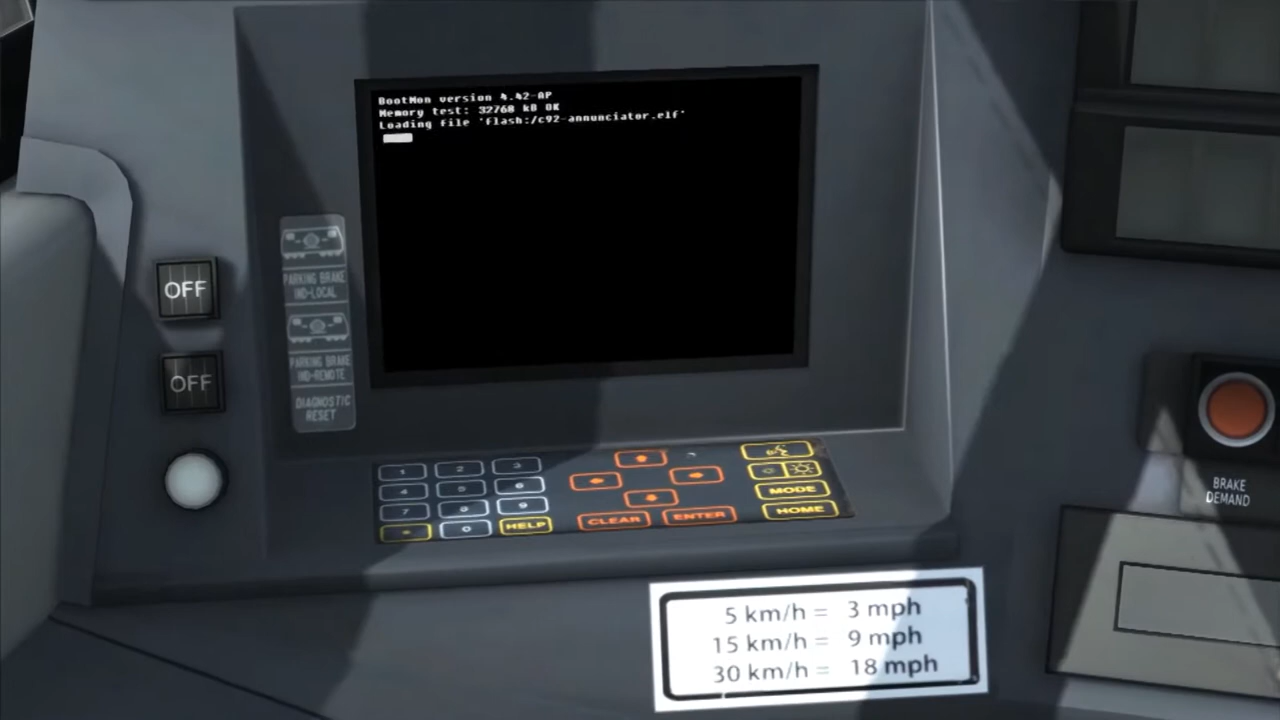 BootMon version 4.42-AP
Memory test: 32768 kB OK
Loading file 'flash:/c92-annunciator.elf'
OFF
OFF
PARKING BRAKE
IND-LOCAL
PARKING BRAKE
IND-REMOTE
DIAGNOSTIC
RESET
1 2 3
4 5 6
7 8 9
0 HELP
CLEAR ENTER
MODE
HOME
BRAKE
DEMAND
5 km/h = 3 mph
15 km/h = 9 mph
30 km/h = 18 mph